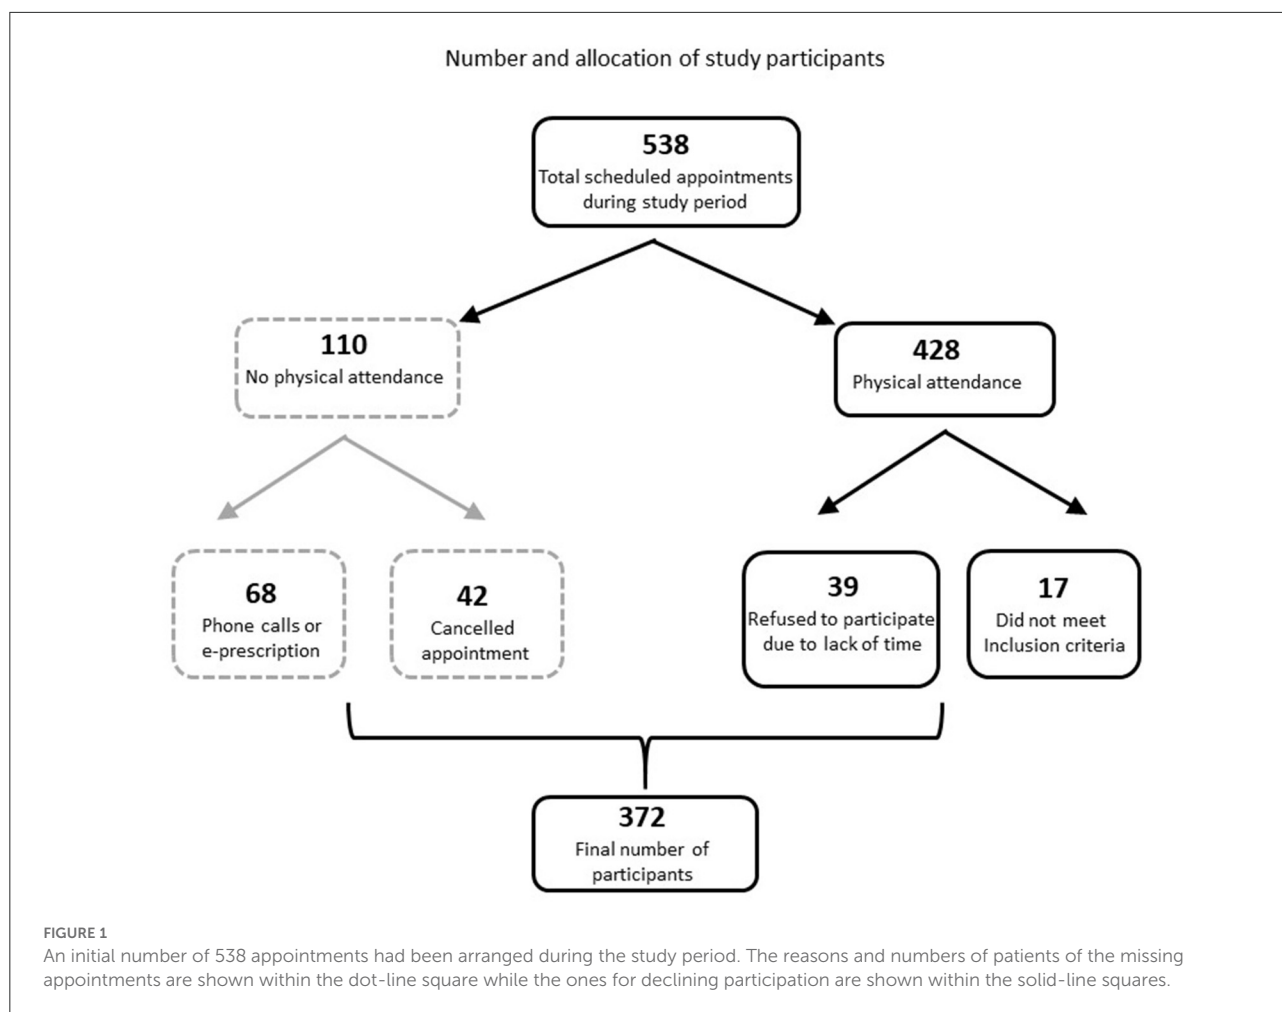 Number and allocation of study participants
538
Total scheduled appointments
during study period
110
No physical attendance
428
Physical attendance
68
Phone calls or
e-prescription
42
Cancelled
appointment
39
Refused to participate
due to lack of time
17
Did not meet
Inclusion criteria
372
Final number of
participants
FIGURE 1
An initial number of 538 appointments had been arranged during the study period. The reasons and numbers of patients of the missing
appointments are shown within the dot-line square while the ones for declining participation are shown within the solid-line squares.